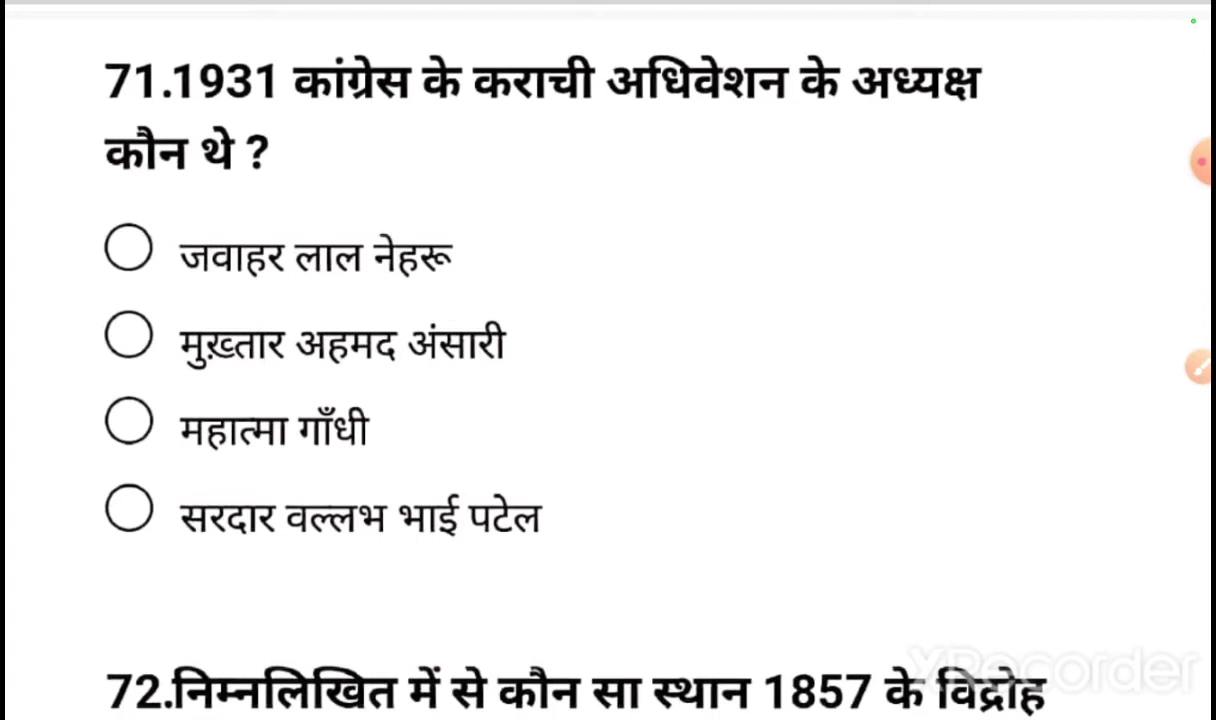 71.1931 कांग्रेस के कराची अधिवेशन के अध्यक्ष
कौन थे ?
जवाहर लाल नेहरू
मुख़्तार अहमद अंसारी
महात्मा गाँधी
सरदार वल्लभ भाई पटेल
XRecorder
72.निम्नलिखित में से कौन सा स्थान 1857 के विद्रोह